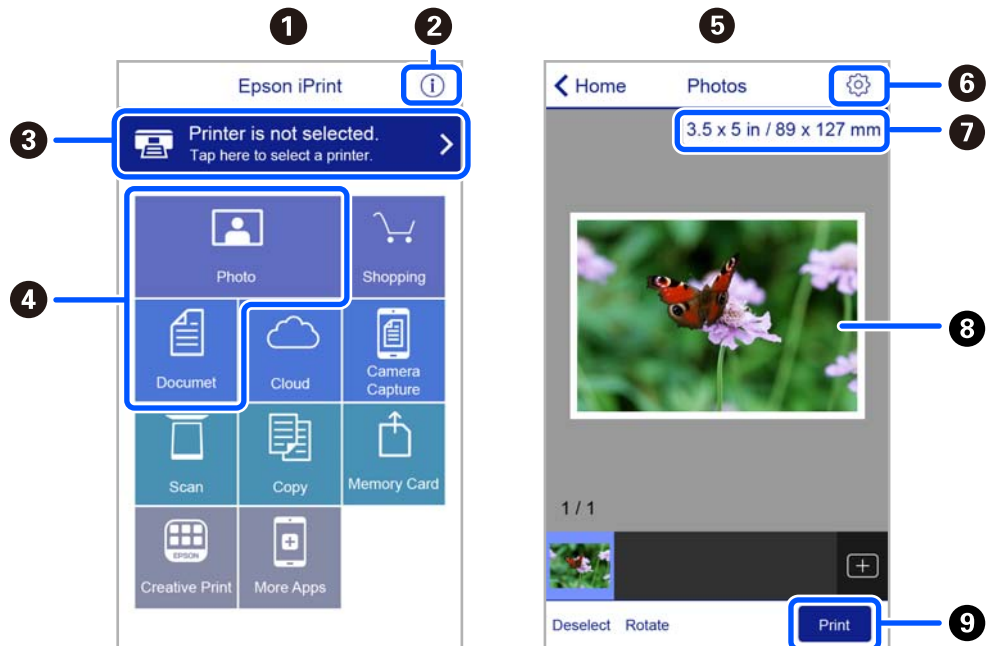 1
2
Epson iPrint
i
3
Printer is not selected.
Tap here to select a printer.
4
Photo
Shopping
Documet
Cloud
Camera
Capture
Scan
Copy
Memory Card
EPSON
Creative Print
More Apps
5
Home
Photos
6
3.5 x 5 in / 89 x 127 mm
7
8
1 / 1
Deselect
Rotate
Print
9